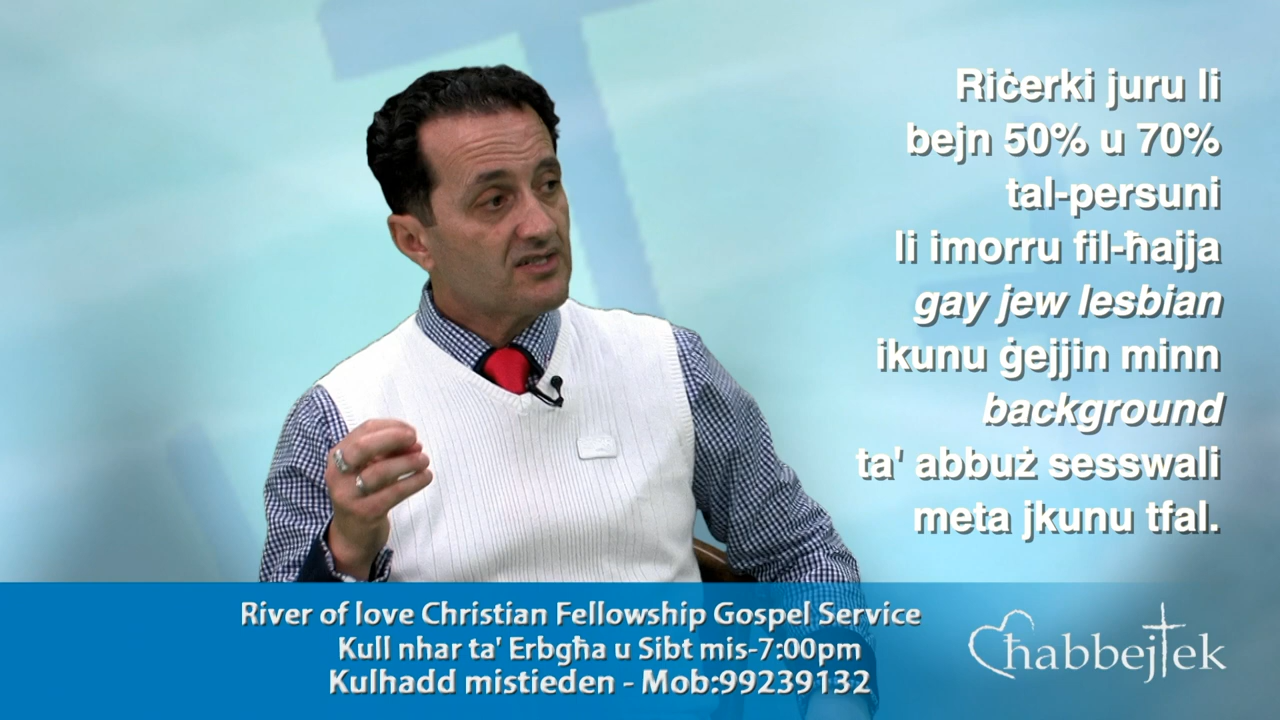 Riċerki juru li
bejn 50% u 70%
tal-persuni
li imorru fil-ħajja
gay jew lesbian
ikunu ġejjin minn
background
ta' abbuż sesswali
meta jkunu tfal.
River of love Christian Fellowship Gospel Service
Kull nhar ta' Erbgħa u Sibt mis-7:00pm
Kulhadd mistieden - Mob:99239132
ħabbejtek